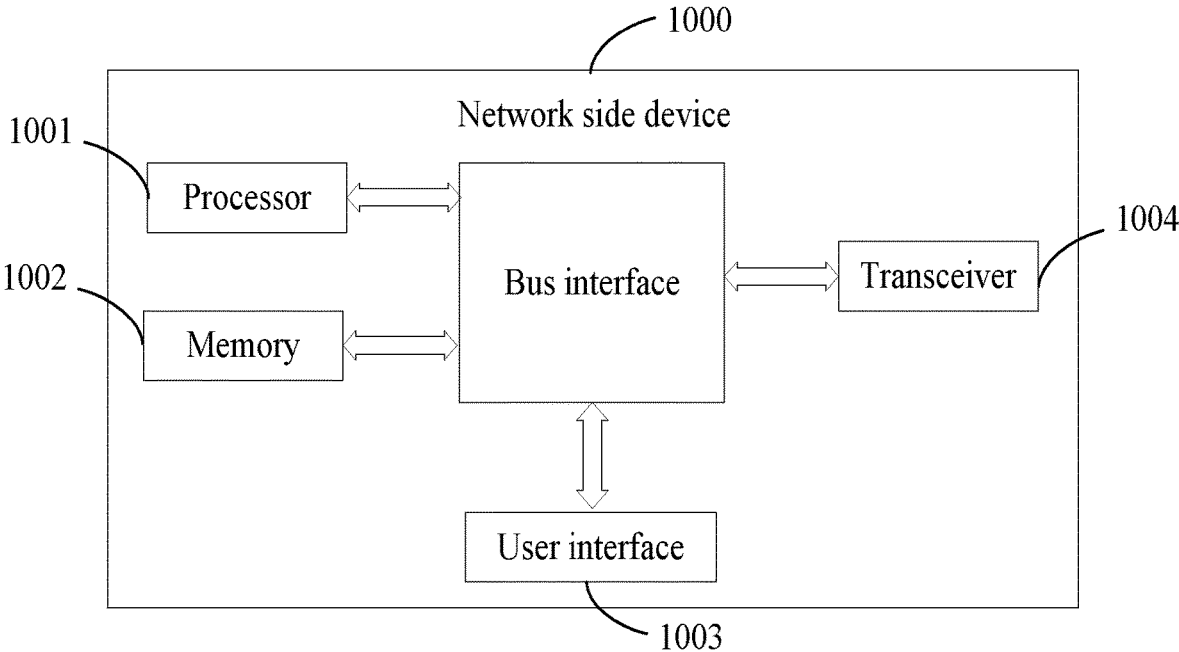 1000
Network side device
1001
Processor
1002
Memory
Bus interface
1004
Transceiver
User interface
1003